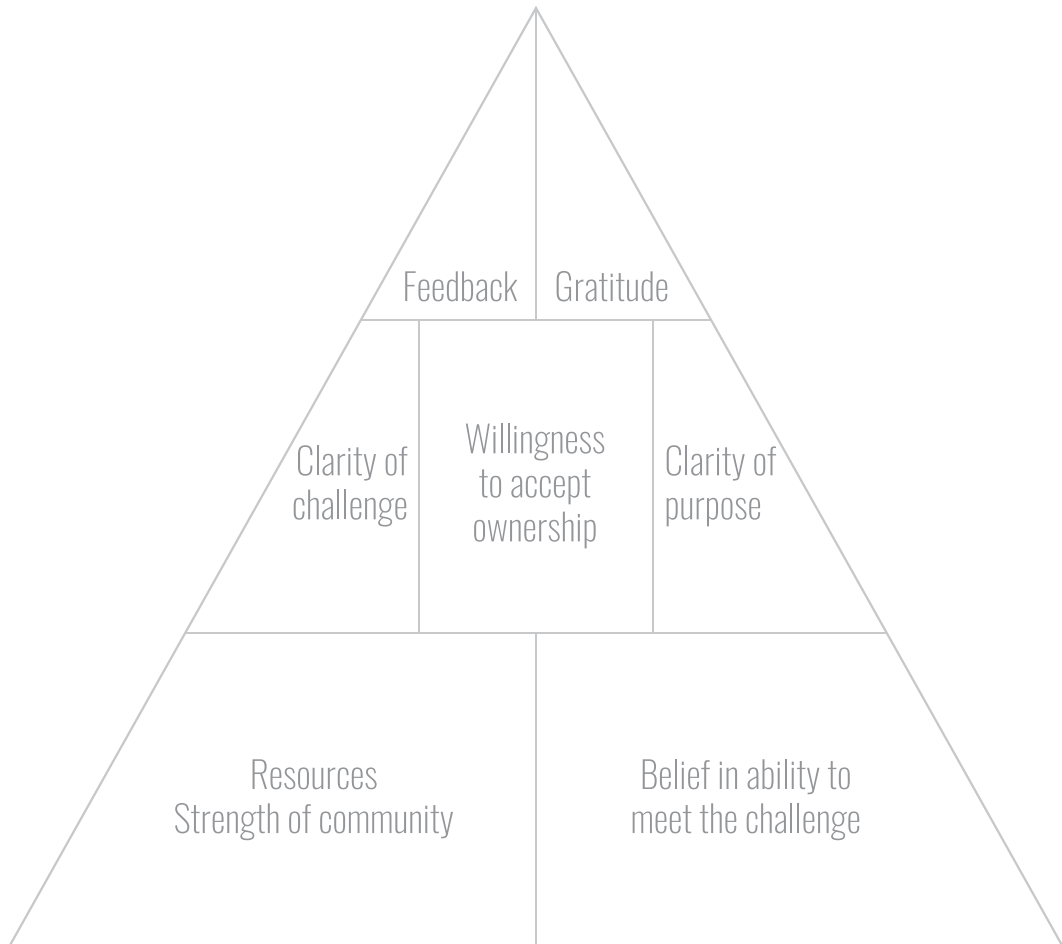 Feedback
Gratitude
Clarity of
challenge
Willingness
to accept
ownership
Clarity of
purpose
Resources
Strength of community
Belief in ability to
meet the challenge